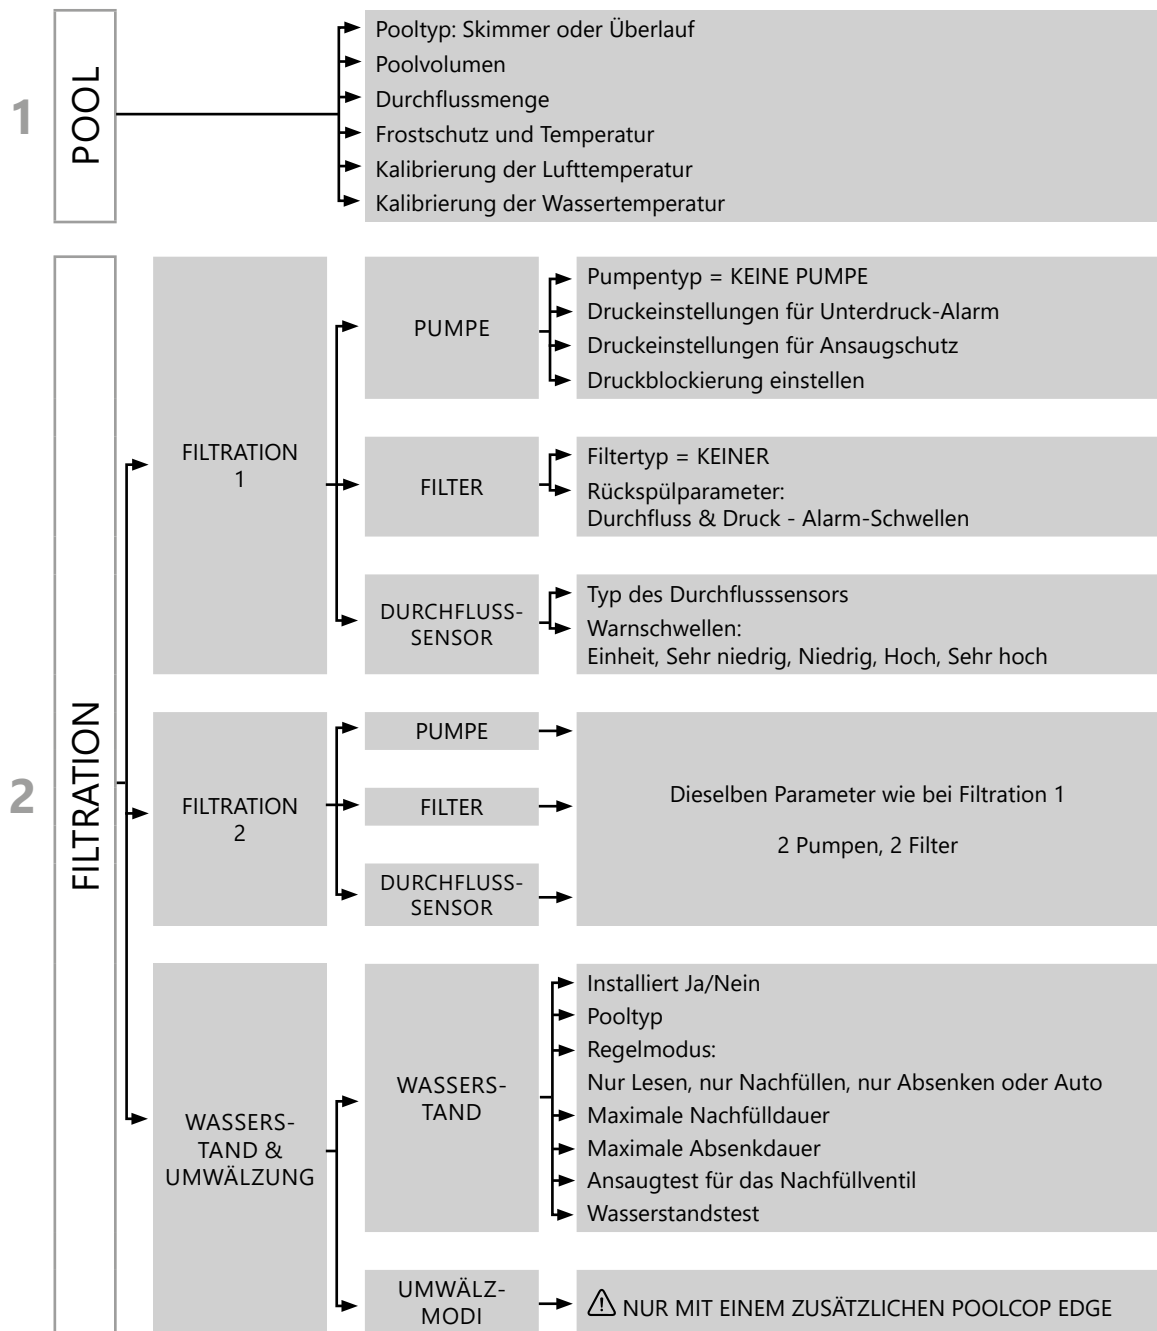 1
POOL
Pooltyp: Skimmer oder Überlauf
Poolvolumen
Durchflussmenge
Frostschutz und Temperatur
Kalibrierung der Lufttemperatur
Kalibrierung der Wassertemperatur
2
FILTRATION
FILTRATION
1
PUMPE
Pumpentyp = KEINE PUMPE
Druckeinstellungen für Unterdruck-Alarm
Druckeinstellungen für Ansaugschutz
Druckblockierung einstellen
FILTER
Filtertyp = KEINER
Rückspülparameter:
Durchfluss & Druck - Alarm-Schwellen
DURCHFLUSS-
SENSOR
Typ des Durchflusssensors
Warnschwellen:
Einheit, Sehr niedrig, Niedrig, Hoch, Sehr hoch
FILTRATION
2
PUMPE
FILTER
DURCHFLUSS-
SENSOR
Dieselben Parameter wie bei Filtration 1
2 Pumpen, 2 Filter
WASSERS-
TAND &
UMWÄLZUNG
WASSERS-
TAND
Installiert Ja/Nein
Pooltyp
Regelmodus:
Nur Lesen, nur Nachfüllen, nur Absenken oder Auto
Maximale Nachfülldauer
Maximale Absenkdauer
Ansaugtest für das Nachfüllventil
Wasserstandstest
UMWÄLZ-
MODI
⚠ NUR MIT EINEM ZUSÄTZLICHEN POOLCOP EDGE